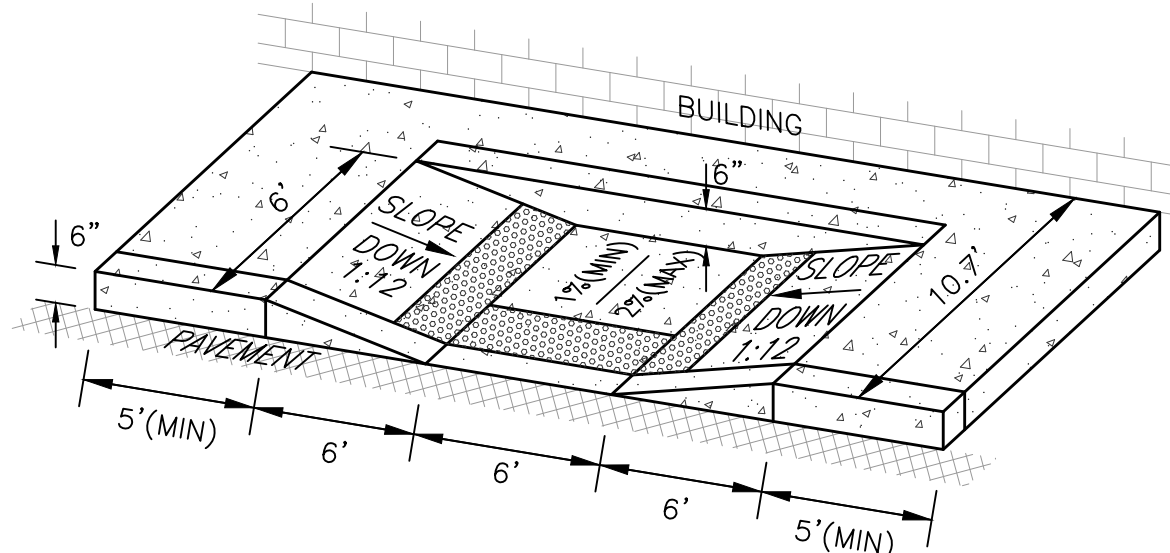 BUILDING
6”
6’
SLOPE
DOWN
1:12
1%(MIN)
2%(MAX)
SLOPE
DOWN
1:12
10.7’
6”
PAVEMENT
5’(MIN)
6’
6’
6’
5’(MIN)